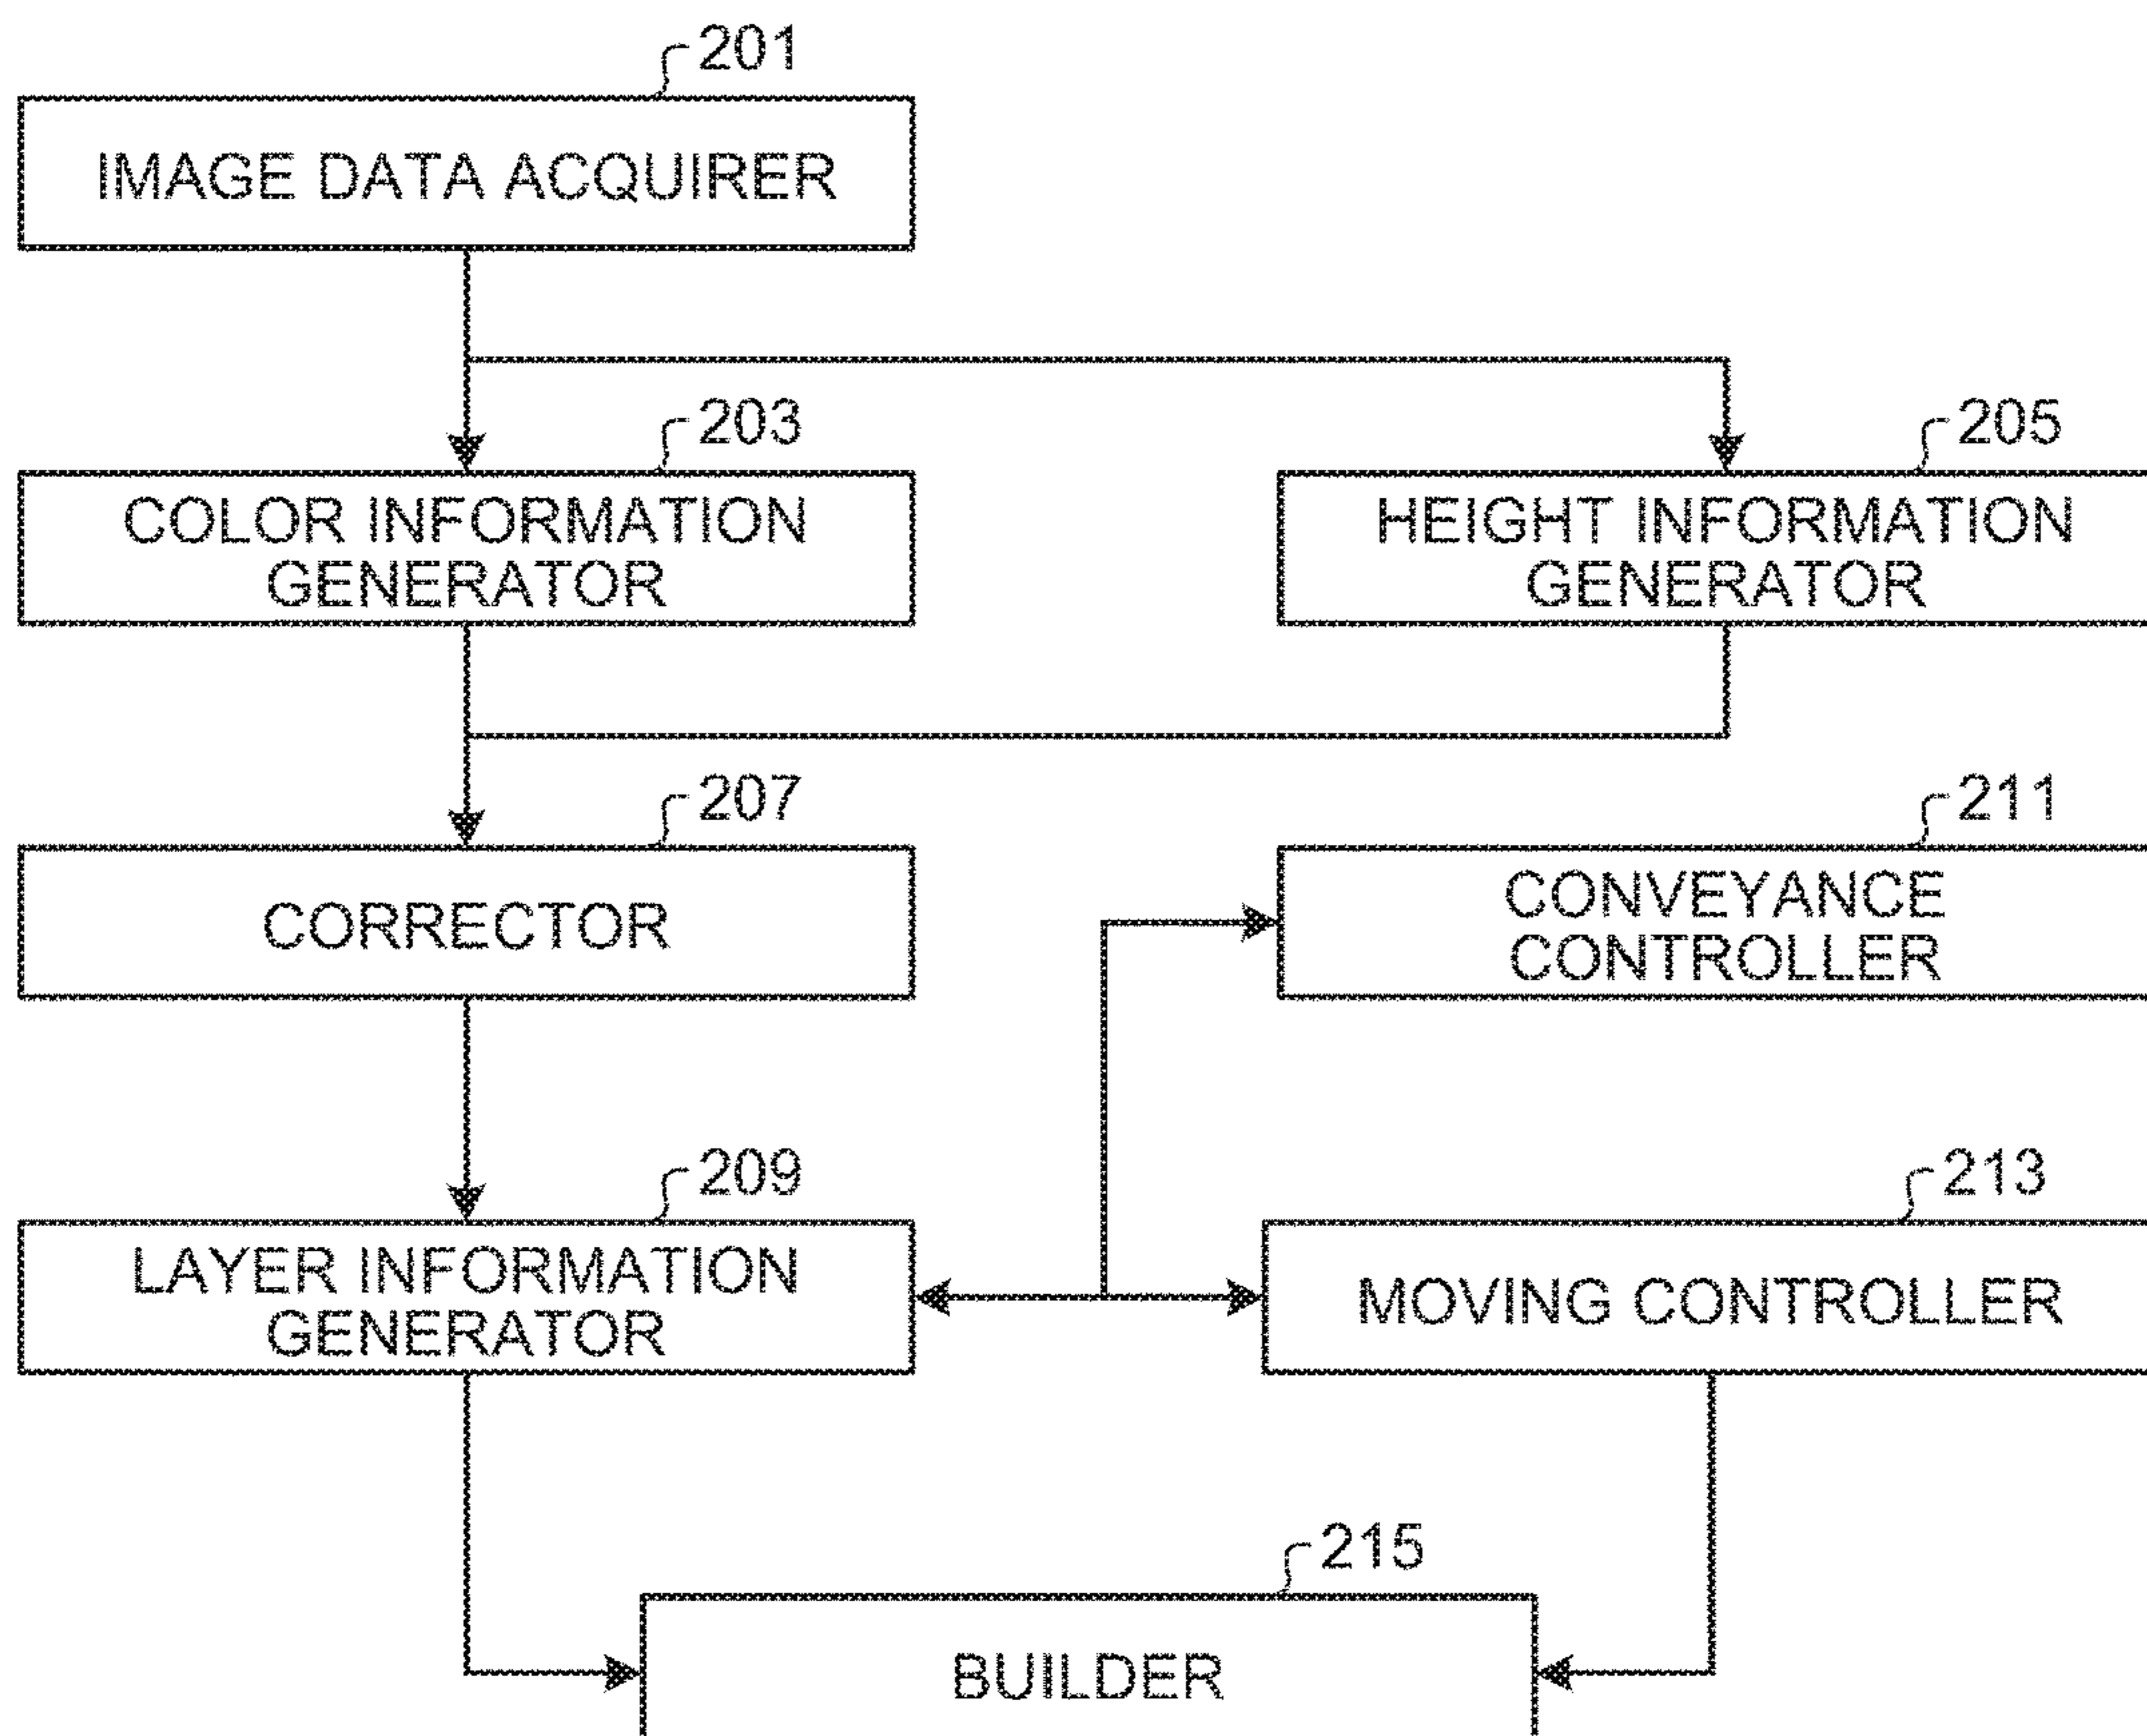 201
IMAGE DATA ACQUIRER
203
COLOR INFORMATION
GENERATOR
205
HEIGHT INFORMATION
GENERATOR
207
CORRECTOR
211
CONVEYANCE
CONTROLLER
209
LAYER INFORMATION
GENERATOR
213
MOVING CONTROLLER
215
BUILDER